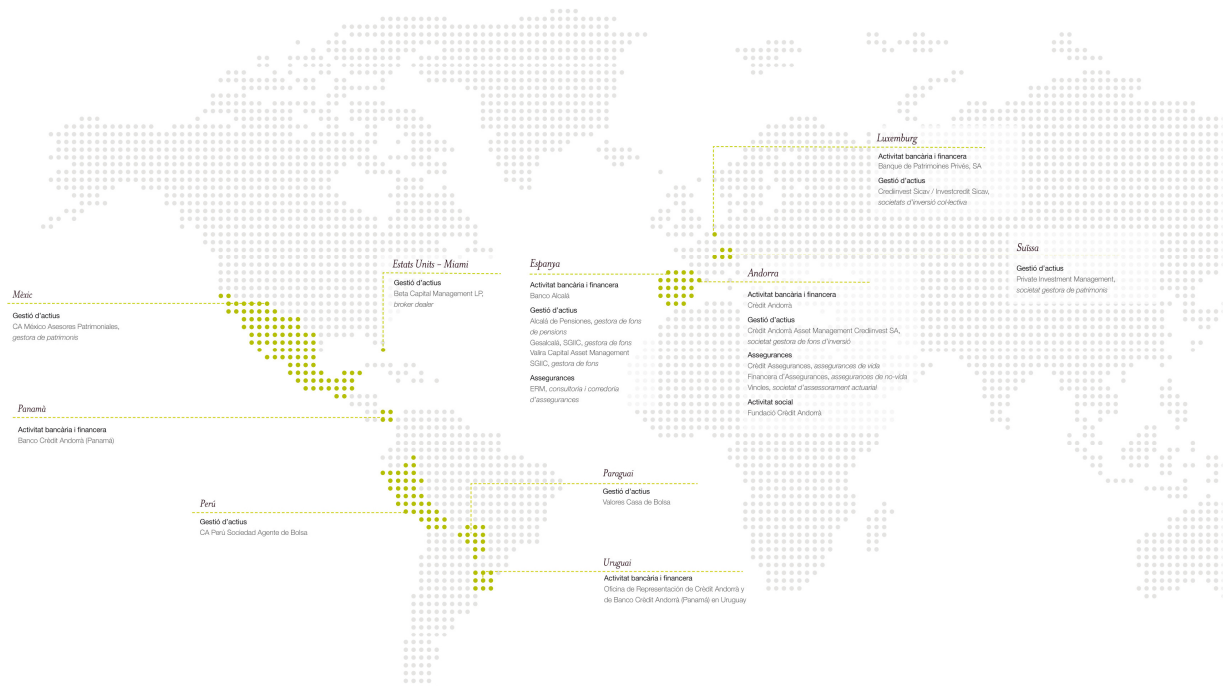 Luxemburg
Activitat bancària i financera
Banque de Patrimoines Privés, SA
Gestió d'actius
Credinvest Sicav / Investcredit Sicav,
societats d'inversió col·lectiva
Suïssa
Gestió d'actius
Private Investment Management,
societat gestora de patrimonis
Estats Units – Miami
Gestió d'actius
Beta Capital Management LP,
broker dealer
Espanya
Activitat bancària i financera
Banco Alcalá
Gestió d'actius
Alcalá de Pensiones, gestora de fons
de pensions
Gesalcalá, SGIIC, gestora de fons
Valira Capital Asset Management
SGIIC, gestora de fons
Assegurances
ERM, consultoria i corredoria
d'assegurances
Andorra
Activitat bancària i financera
Crèdit Andorrà
Gestió d'actius
Crèdit Andorrà Asset Management Credinvest SA,
societat gestora de fons d'inversió
Assegurances
Crèdit Assegurances, assegurances de vida
Financera d'Assegurances, assegurances de no-vida
Vincles, societat d'assessorament actuarial
Activitat social
Fundació Crèdit Andorrà
Mèxic
Gestió d'actius
CA México Asesores Patrimoniales,
gestora de patrimonis
Panamà
Activitat bancària i financera
Banco Crèdit Andorrà (Panamá)
Perú
Gestió d'actius
CA Perú Sociedad Agente de Bolsa
Paraguai
Gestió d'actius
Valores Casa de Bolsa
Uruguai
Activitat bancària i financera
Oficina de Representación de Crèdit Andorrà y
de Banco Crèdit Andorrà (Panamá) en Uruguay